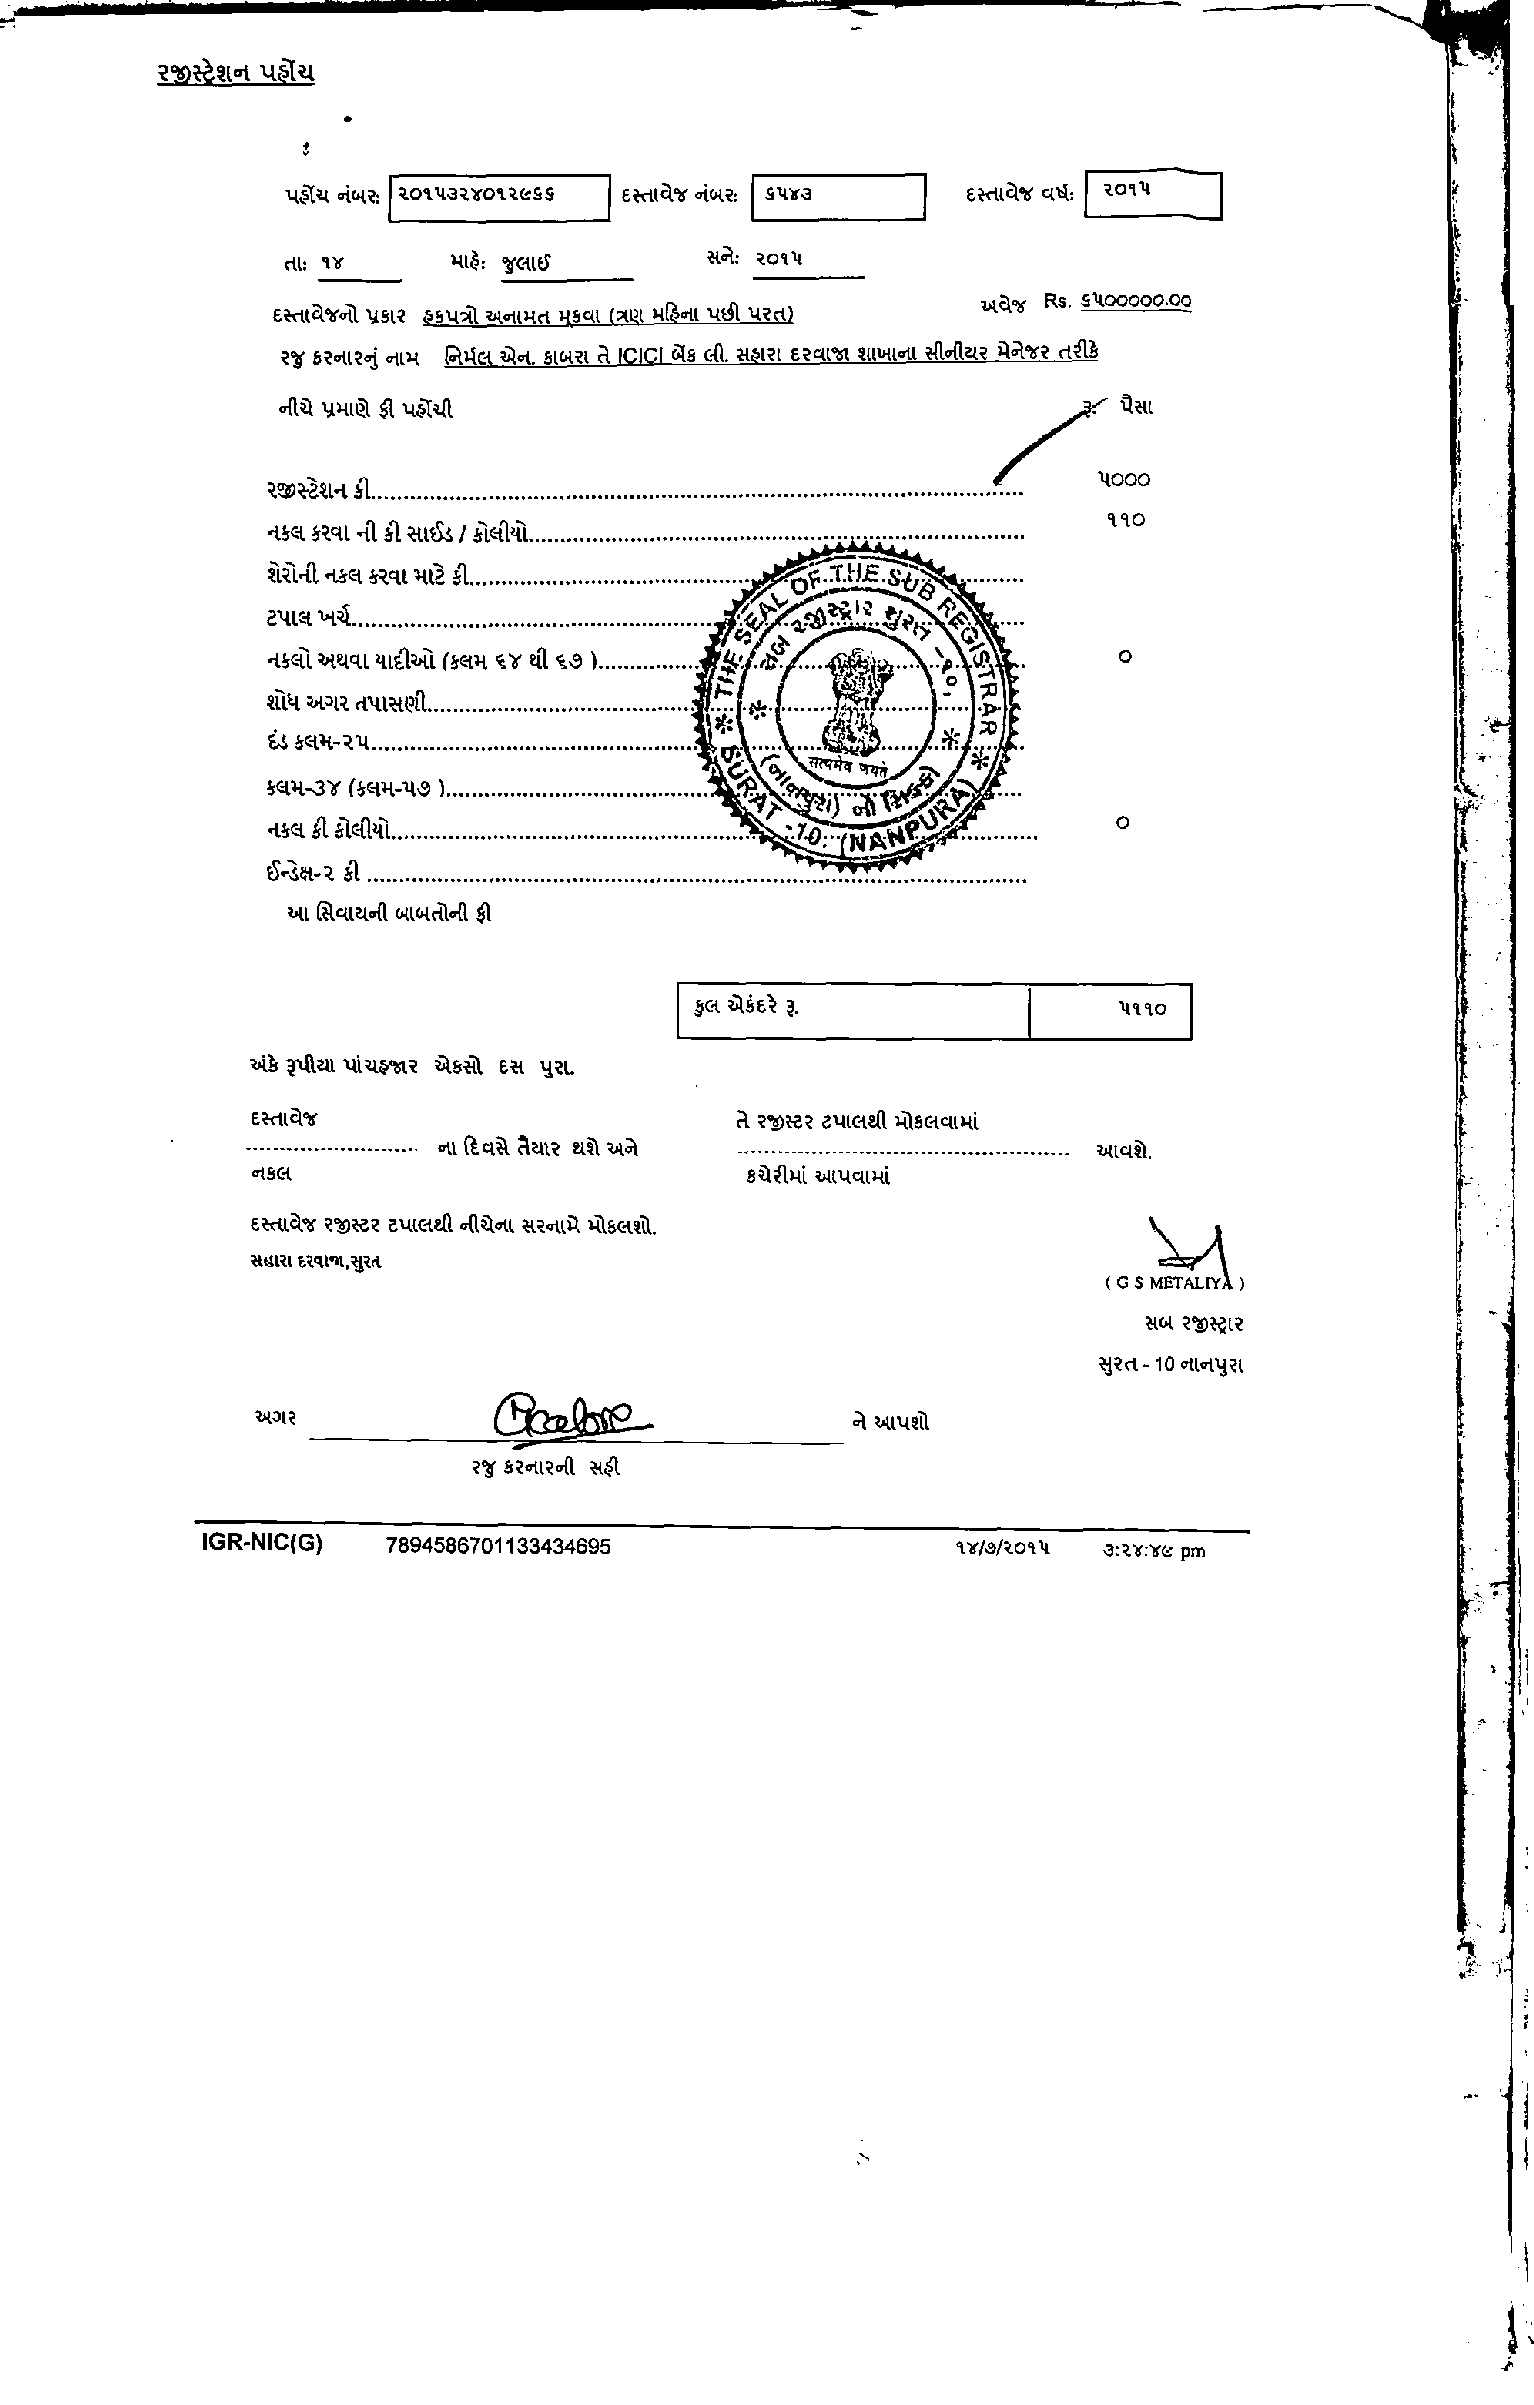 રજીસ્ટ્રેશન પહોંચ
પહોંચ નંબર: ૨૦૧૫૩૨૪૦૧૨૯૬૬ દસ્તાવેજ નંબર: ૬૫૪૩ દસ્તાવેજ વર્ષ: ૨૦૧૫
તા: ૧૪ માહે: જુલાઈ સને: ૨૦૧૫
દસ્તાવેજનો પ્રકાર હકપત્રો અનામત મૂકવા (ત્રણ મહિના પછી પરત) અવેજ Rs. ૬૫૦૦૦૦૦.૦૦
રજુ કરનારનું નામ નિર્મલ એન. કાબરા તે ICICI બેંક લી. સહારા દરવાજા શાખાના સીનીયર મેનેજર તરીકે
નીચે પ્રમાણે ફી પહોંચી રૂ. પૈસા
રજીસ્ટ્રેશન ફી 5૦૦૦
નકલ કરવા ની ફી સાઈડ / ફોલીયો ૧૧૦
શેરોની નકલ કરવા માટે ફી
ટપાલ ખર્ચ
નકલો અથવા યાદીઓ (કલમ ૬૪ થી ૬૭ ) ૦
શોધ અગર તપાસણી
દંડ કલમ-૨૫
કલમ-૩૪ (કલમ-૫૭ )
નકલ ફી ફોલીયો ૦
ઈન્ડેક્ષ-૨ ફી
આ સિવાયની બાબતોની ફી
THE SEAL OF THE SUB REGISTRAR
SURAT -10. (NANPURA)
સબ રજીસ્ટ્રાર સુરત -૧૦,
(નાનપુરા) નો સિક્કો
सत्यमेव जयते
કુલ એકંદરે રૂ. ૫૧૧૦
અંકે રૂપીયા પાંચહજાર એકસો દસ પુરા.
દસ્તાવેજ તે રજીસ્ટર ટપાલથી મોકલવામાં
ના દિવસે તૈયાર થશે અને આવશે.
નકલ કચેરીમાં આપવામાં
દસ્તાવેજ રજીસ્ટર ટપાલથી નીચેના સરનામે મોકલશો.
સહારા દરવાજા,સુરત
( G S METALIYA )
સબ રજીસ્ટ્રાર
સુરત - 10 નાનપુરા
અગર ને આપશો
રજુ કરનારની સહી
IGR-NIC(G) 7894586701133434695 ૧૪/૭/૨૦૧૫ ૩:૨૪:૪૯ pm